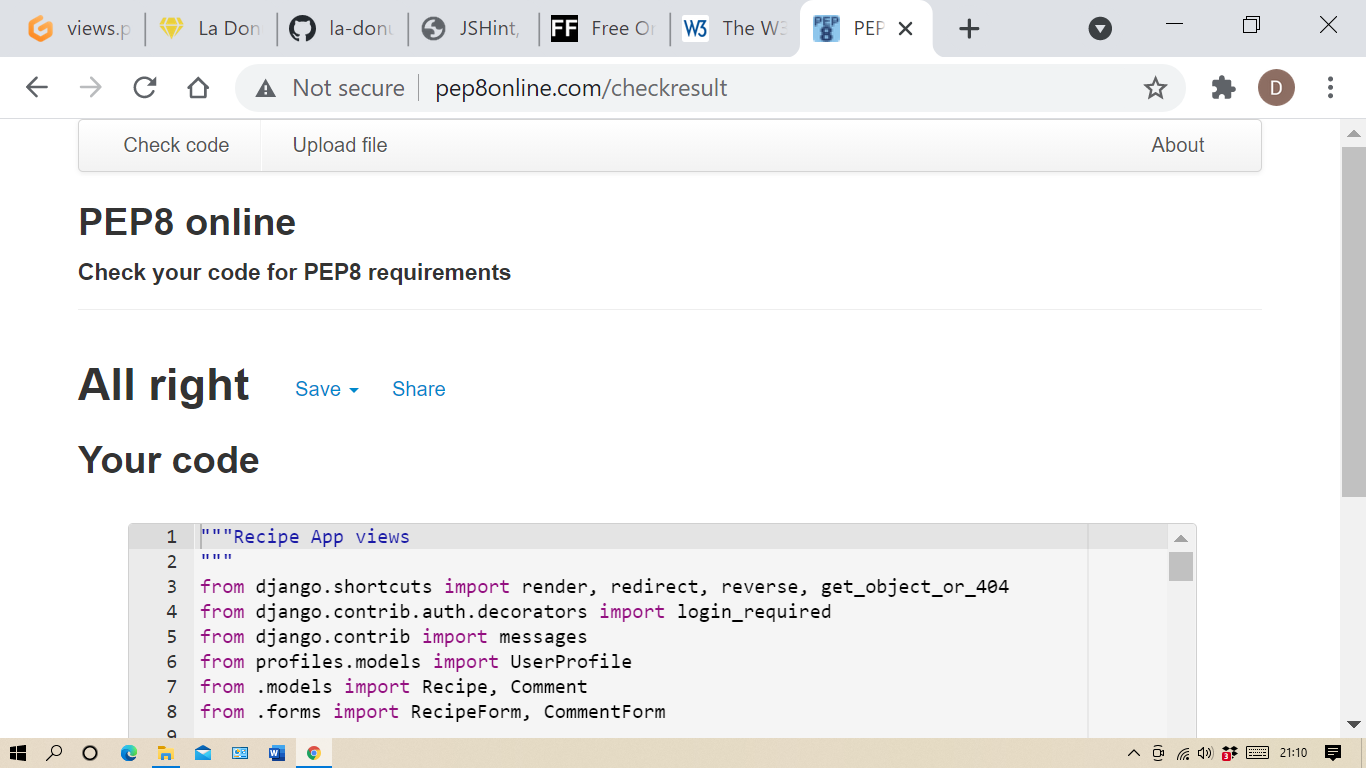 views.p
La Don
la-donu
JSHint,
FF Free O
W3 The W3
PEP 8 PEP
Not secure pep8online.com/checkresult D
Check code Upload file About
PEP8 online
Check your code for PEP8 requirements
All right Save Share
Your code
1 """Recipe App views
2 """
3 from django.shortcuts import render, redirect, reverse, get_object_or_404
4 from django.contrib.auth.decorators import login_required
5 from django.contrib import messages
6 from profiles.models import UserProfile
7 from .models import Recipe, Comment
8 from .forms import RecipeForm, CommentForm
9
3 21:10